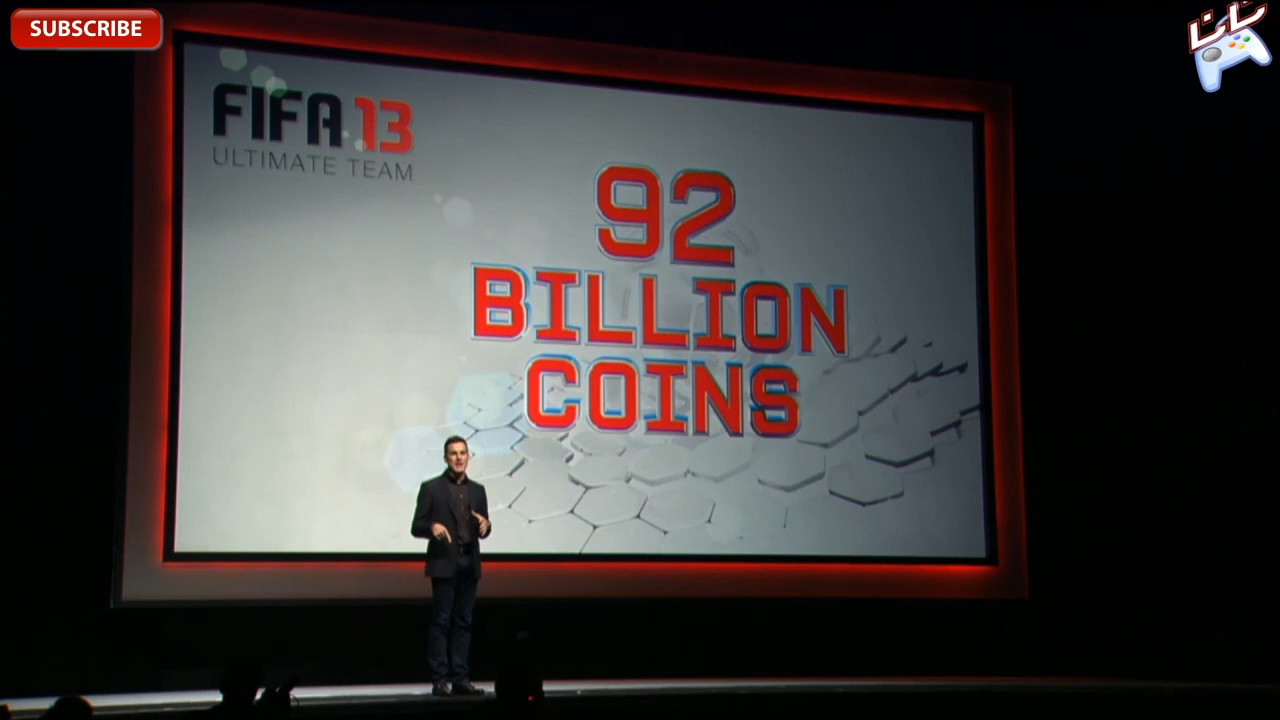 SUBSCRIBE
FIFA 13
ULTIMATE TEAM
92
BILLION
COINS